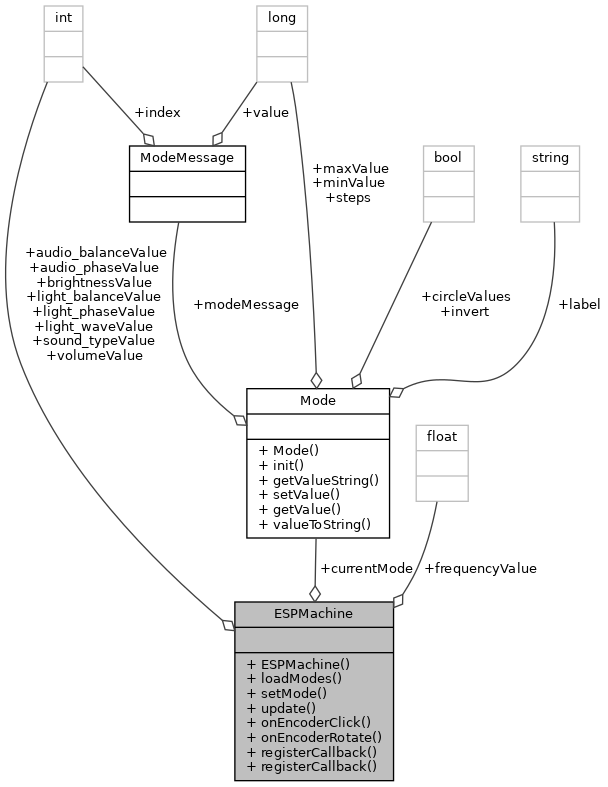 int
long
+index
+value
ModeMessage
bool
string
+maxValue
+minValue
+steps
+audio_balanceValue
+audio_phaseValue
+brightnessValue
+light_balanceValue
+light_phaseValue
+light_waveValue
+sound_typeValue
+volumeValue
+modeMessage
+circleValues
+invert
+label
Mode
+ Mode()
+ init()
+ getValueString()
+ setValue()
+ getValue()
+ valueToString()
float
+currentMode
+frequencyValue
ESPMachine
+ ESPMachine()
+ loadModes()
+ setMode()
+ update()
+ onEncoderClick()
+ onEncoderRotate()
+ registerCallback()
+ registerCallback()